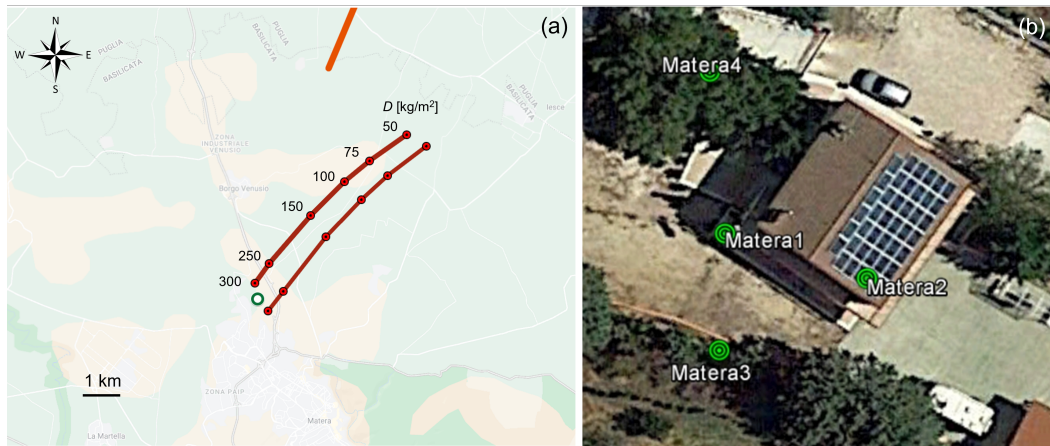 (a)
N
W
E
S
PUGLIA
BASILICATA
PUGLIA
BASILICATA
PUGLIA
BASILICATA
Iesce
D [kg/m²]
50
75
100
150
250
300
ZONA
INDUSTRIALE
VENUSIO
Borgo Venusio
1 km
ZONA PAIP
Matera
La Martella
(b)
Matera4
Matera1
Matera2
Matera3